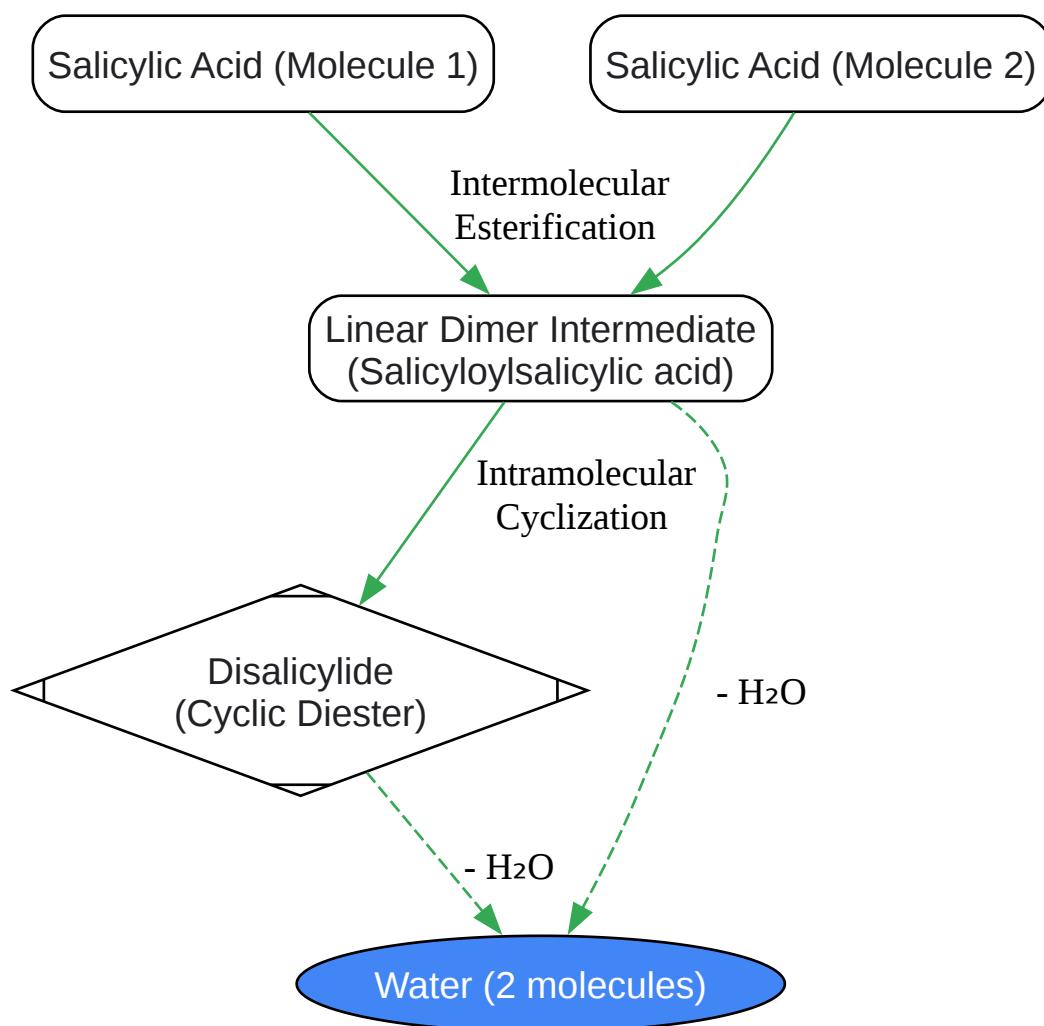 Salicylic Acid (Molecule 1)
Salicylic Acid (Molecule 2)
Intermolecular
Esterification
Linear Dimer Intermediate
(Salicyloylsalicylic acid)
Intramolecular
Cyclization
Disalicylide
(Cyclic Diester)
- H₂O
- H₂O
Water (2 molecules)